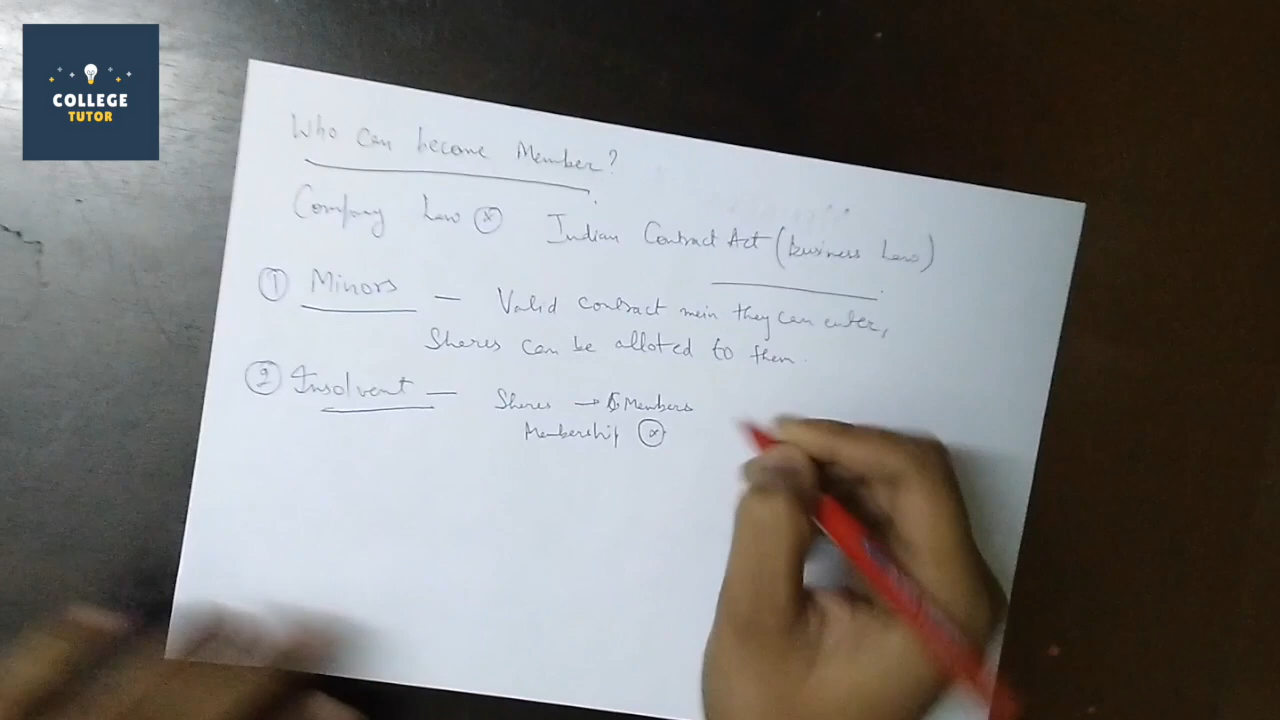 COLLEGE
TUTOR
Who can become Member?
Company Law ⓧ Indian Contract Act (business Law)
① Minors — Valid contract mein they can enter,
Shares can be alloted to them.
② Insolvent — Shares → Members
Membership ⓧ